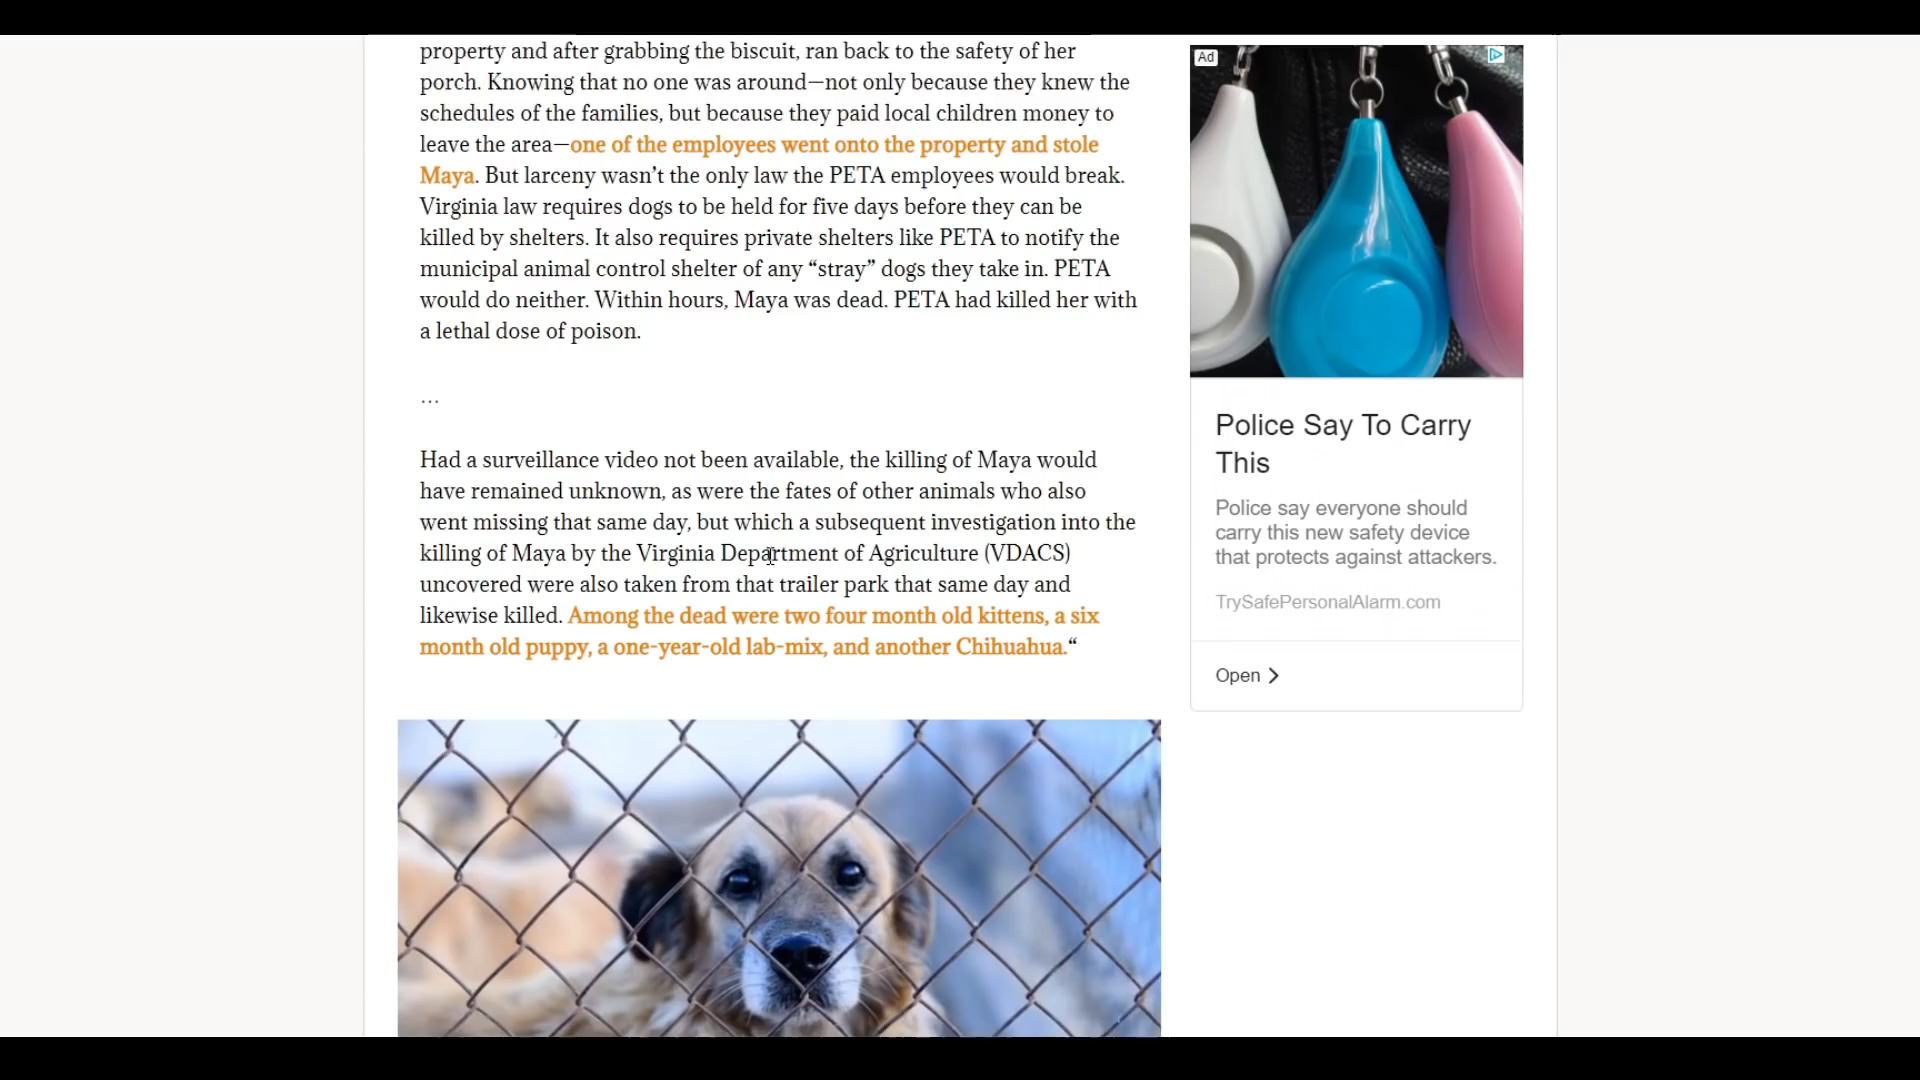 property and after grabbing the biscuit, ran back to the safety of her
porch. Knowing that no one was around—not only because they knew the
schedules of the families, but because they paid local children money to
leave the area—one of the employees went onto the property and stole
Maya. But larceny wasn’t the only law the PETA employees would break.
Virginia law requires dogs to be held for five days before they can be
killed by shelters. It also requires private shelters like PETA to notify the
municipal animal control shelter of any “stray” dogs they take in. PETA
would do neither. Within hours, Maya was dead. PETA had killed her with
a lethal dose of poison.
…
Had a surveillance video not been available, the killing of Maya would
have remained unknown, as were the fates of other animals who also
went missing that same day, but which a subsequent investigation into the
killing of Maya by the Virginia Department of Agriculture (VDACS)
uncovered were also taken from that trailer park that same day and
likewise killed. Among the dead were two four month old kittens, a six
month old puppy, a one-year-old lab-mix, and another Chihuahua.“
Ad
Police Say To Carry
This
Police say everyone should
carry this new safety device
that protects against attackers.
TrySafePersonalAlarm.com
Open